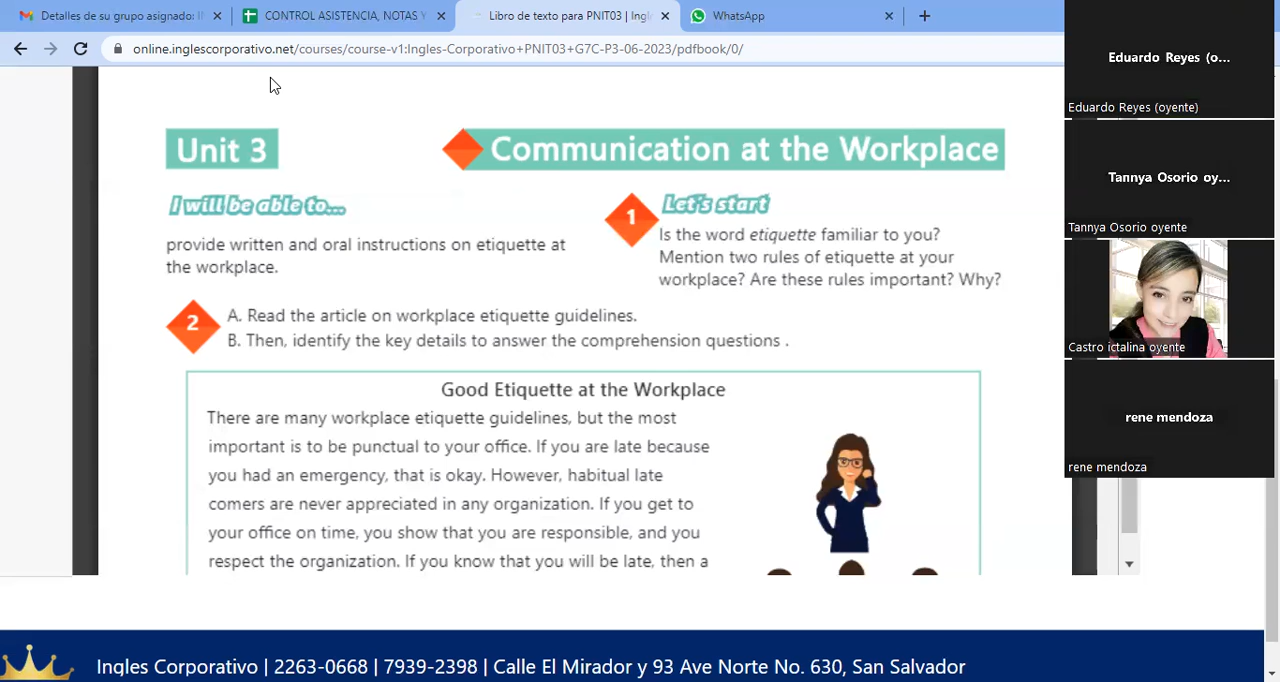 Detalles de su grupo asignado: I
CONTROL ASISTENCIA, NOTAS Y
Libro de texto para PNIT03 | Ingl
WhatsApp
online.inglescorporativo.net/courses/course-v1:Ingles-Corporativo+PNIT03+G7C-P3-06-2023/pdfbook/0/
Unit 3
Communication at the Workplace
I will be able to...
provide written and oral instructions on etiquette at
the workplace.
1
Let's start
Is the word etiquette familiar to you?
Mention two rules of etiquette at your
workplace? Are these rules important? Why?
2
A. Read the article on workplace etiquette guidelines.
B. Then, identify the key details to answer the comprehension questions .
Good Etiquette at the Workplace
There are many workplace etiquette guidelines, but the most
important is to be punctual to your office. If you are late because
you had an emergency, that is okay. However, habitual late
comers are never appreciated in any organization. If you get to
your office on time, you show that you are responsible, and you
respect the organization. If you know that you will be late, then a
Eduardo Reyes (o...
Eduardo Reyes (oyente)
Tannya Osorio oy...
Tannya Osorio oyente
Castro ictalina oyente
rene mendoza
rene mendoza
Ingles Corporativo | 2263-0668 | 7939-2398 | Calle El Mirador y 93 Ave Norte No. 630, San Salvador